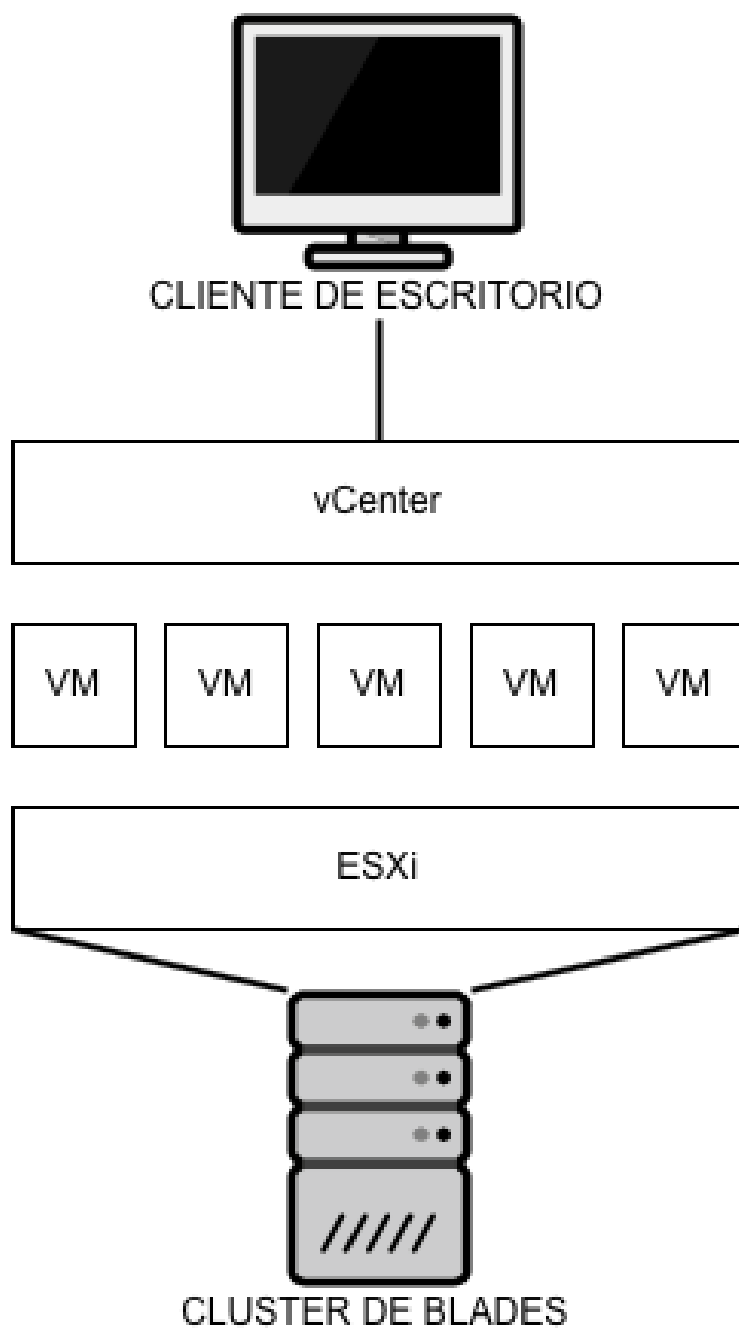 CLIENTE DE ESCRITORIO
vCenter
VM VM VM VM VM
ESXi
CLUSTER DE BLADES